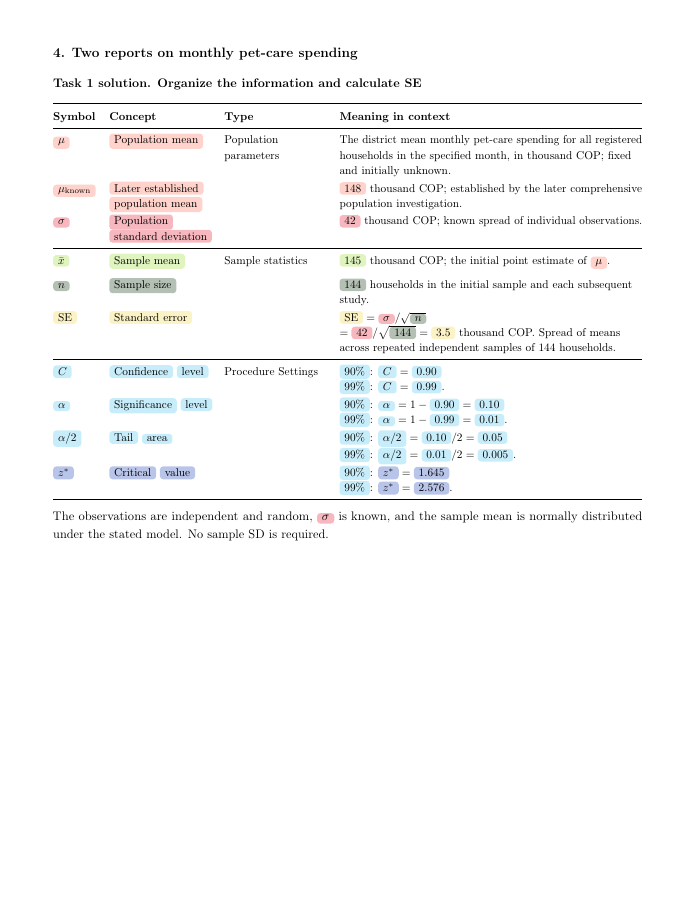 4. Two reports on monthly pet-care spending
Task 1 solution. Organize the information and calculate SE
Symbol Concept Type Meaning in context
μ Population mean Population parameters The district mean monthly pet-care spending for all registered
households in the specified month, in thousand COP; fixed
and initially unknown.
μknown Later established population mean 148 thousand COP; established by the later comprehensive
population investigation.
σ Population standard deviation 42 thousand COP; known spread of individual observations.
x̄ Sample mean Sample statistics 145 thousand COP; the initial point estimate of μ.
n Sample size 144 households in the initial sample and each subsequent
study.
SE Standard error SE = σ/√n
= 42/√144 = 3.5 thousand COP. Spread of means
across repeated independent samples of 144 households.
C Confidence level Procedure Settings 90%: C = 0.90
99%: C = 0.99.
α Significance level 90%: α = 1 − 0.90 = 0.10
99%: α = 1 − 0.99 = 0.01.
α/2 Tail area 90%: α/2 = 0.10/2 = 0.05
99%: α/2 = 0.01/2 = 0.005.
z* Critical value 90%: z* = 1.645
99%: z* = 2.576.
The observations are independent and random, σ is known, and the sample mean is normally distributed
under the stated model. No sample SD is required.